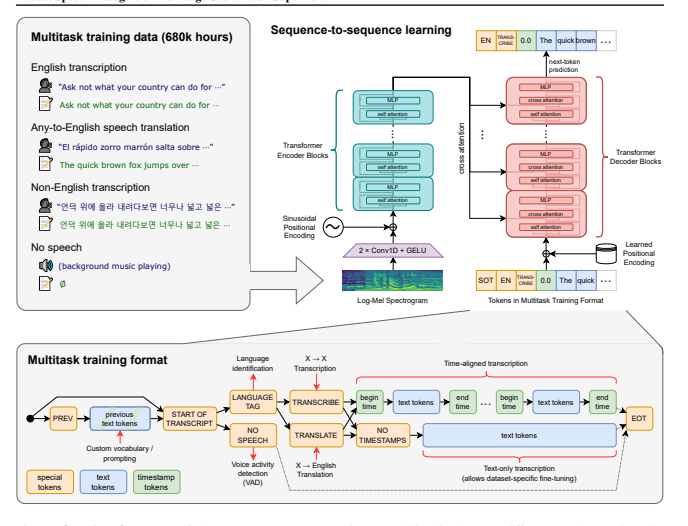 Multitask training data (680k hours)
English transcription
“Ask not what your country can do for ⋯”
Ask not what your country can do for ⋯
Any-to-English speech translation
“El rápido zorro marrón salta sobre ⋯”
The quick brown fox jumps over ⋯
Non-English transcription
“언덕 위에 올라 내려다보면 너무나 넓고 넓은 ⋯”
언덕 위에 올라 내려다보면 너무나 넓고 넓은 ⋯
No speech
(background music playing)
∅
Sequence-to-sequence learning
EN TRANSCRIBE 0.0 The quick brown ⋯
next-token
prediction
MLP
self attention
MLP
self attention
MLP
self attention
Transformer
Encoder Blocks
cross attention
MLP
cross attention
self attention
MLP
cross attention
self attention
MLP
cross attention
self attention
Transformer
Decoder Blocks
Sinusoidal
Positional
Encoding
2 × Conv1D + GELU
Log-Mel Spectrogram
Learned
Positional
Encoding
SOT EN TRANSCRIBE 0.0 The quick ⋯
Tokens in Multitask Training Format
Multitask training format
Language
identification
X → X
Transcription
Time-aligned transcription
PREV
previous
text tokens
START OF
TRANSCRIPT
LANGUAGE
TAG
NO
SPEECH
TRANSCRIBE
TRANSLATE
begin
time
text tokens
end
time
⋯
begin
time
text tokens
end
time
NO
TIMESTAMPS
text tokens
EOT
Custom vocabulary /
prompting
Voice activity
detection
(VAD)
X → English
Translation
Text-only transcription
(allows dataset-specific fine-tuning)
special
tokens
text
tokens
timestamp
tokens